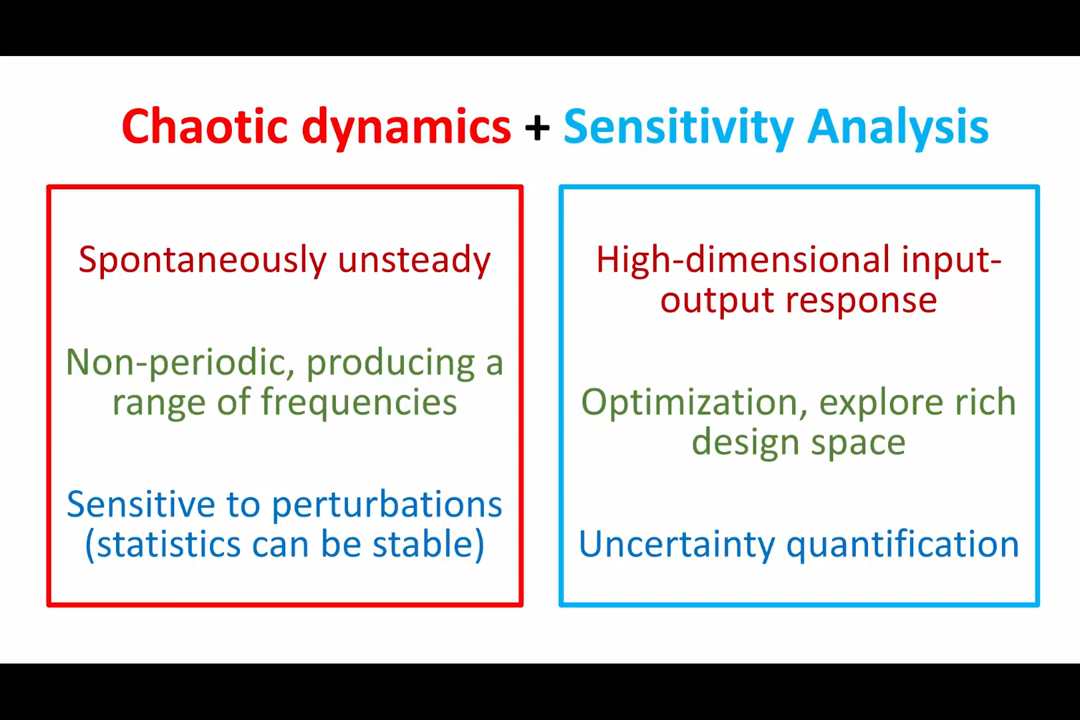 Chaotic dynamics + Sensitivity Analysis
Spontaneously unsteady
Non-periodic, producing a
range of frequencies
Sensitive to perturbations
(statistics can be stable)
High-dimensional input-
output response
Optimization, explore rich
design space
Uncertainty quantification